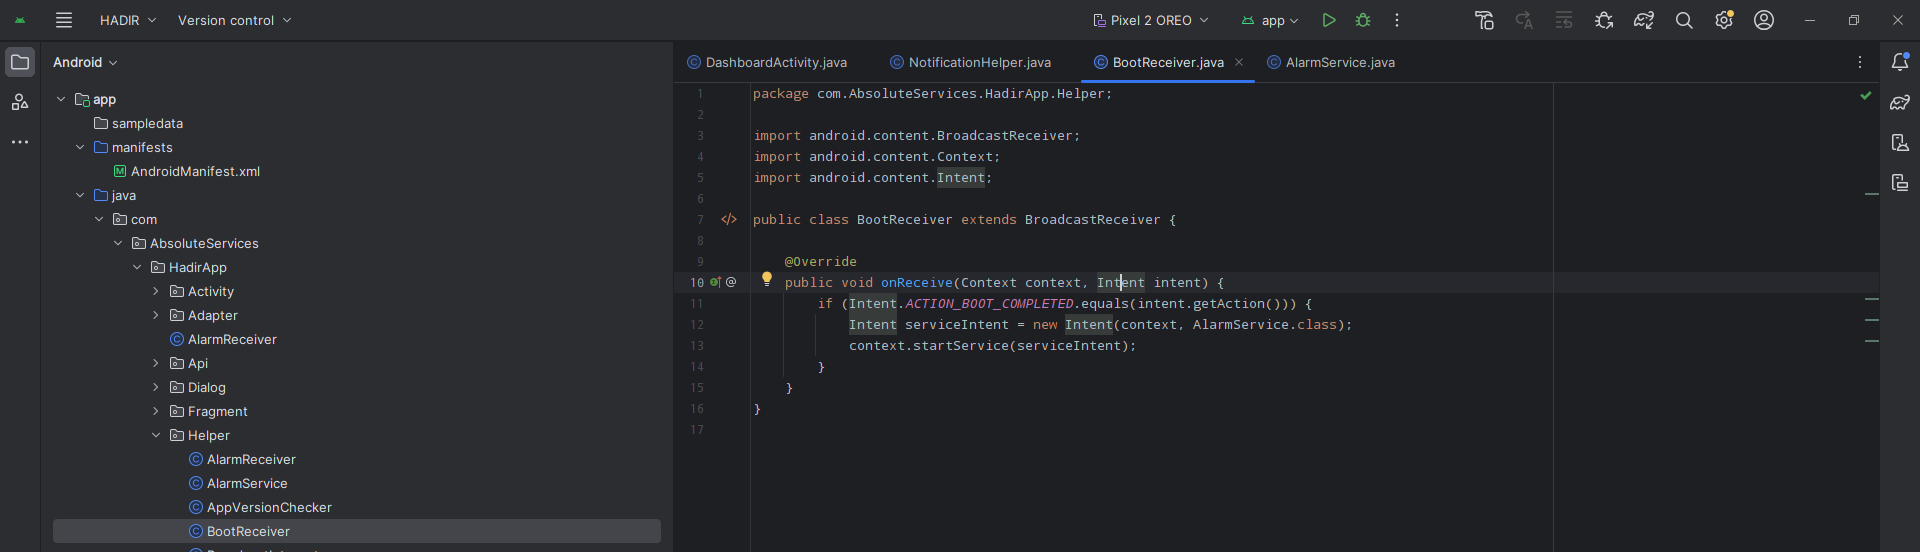 HADIR Version control Pixel 2 OREO app
Android
app
sampledata
manifests
AndroidManifest.xml
java
com
AbsoluteServices
HadirApp
Activity
Adapter
AlarmReceiver
Api
Dialog
Fragment
Helper
AlarmReceiver
AlarmService
AppVersionChecker
BootReceiver
DashboardActivity.java NotificationHelper.java BootReceiver.java AlarmService.java
1 package com.AbsoluteServices.HadirApp.Helper;
2
3 import android.content.BroadcastReceiver;
4 import android.content.Context;
5 import android.content.Intent;
6
7 </> public class BootReceiver extends BroadcastReceiver {
8
9 @Override
10 @ public void onReceive(Context context, Intent intent) {
11 if (Intent.ACTION_BOOT_COMPLETED.equals(intent.getAction())) {
12 Intent serviceIntent = new Intent(context, AlarmService.class);
13 context.startService(serviceIntent);
14 }
15 }
16 }
17